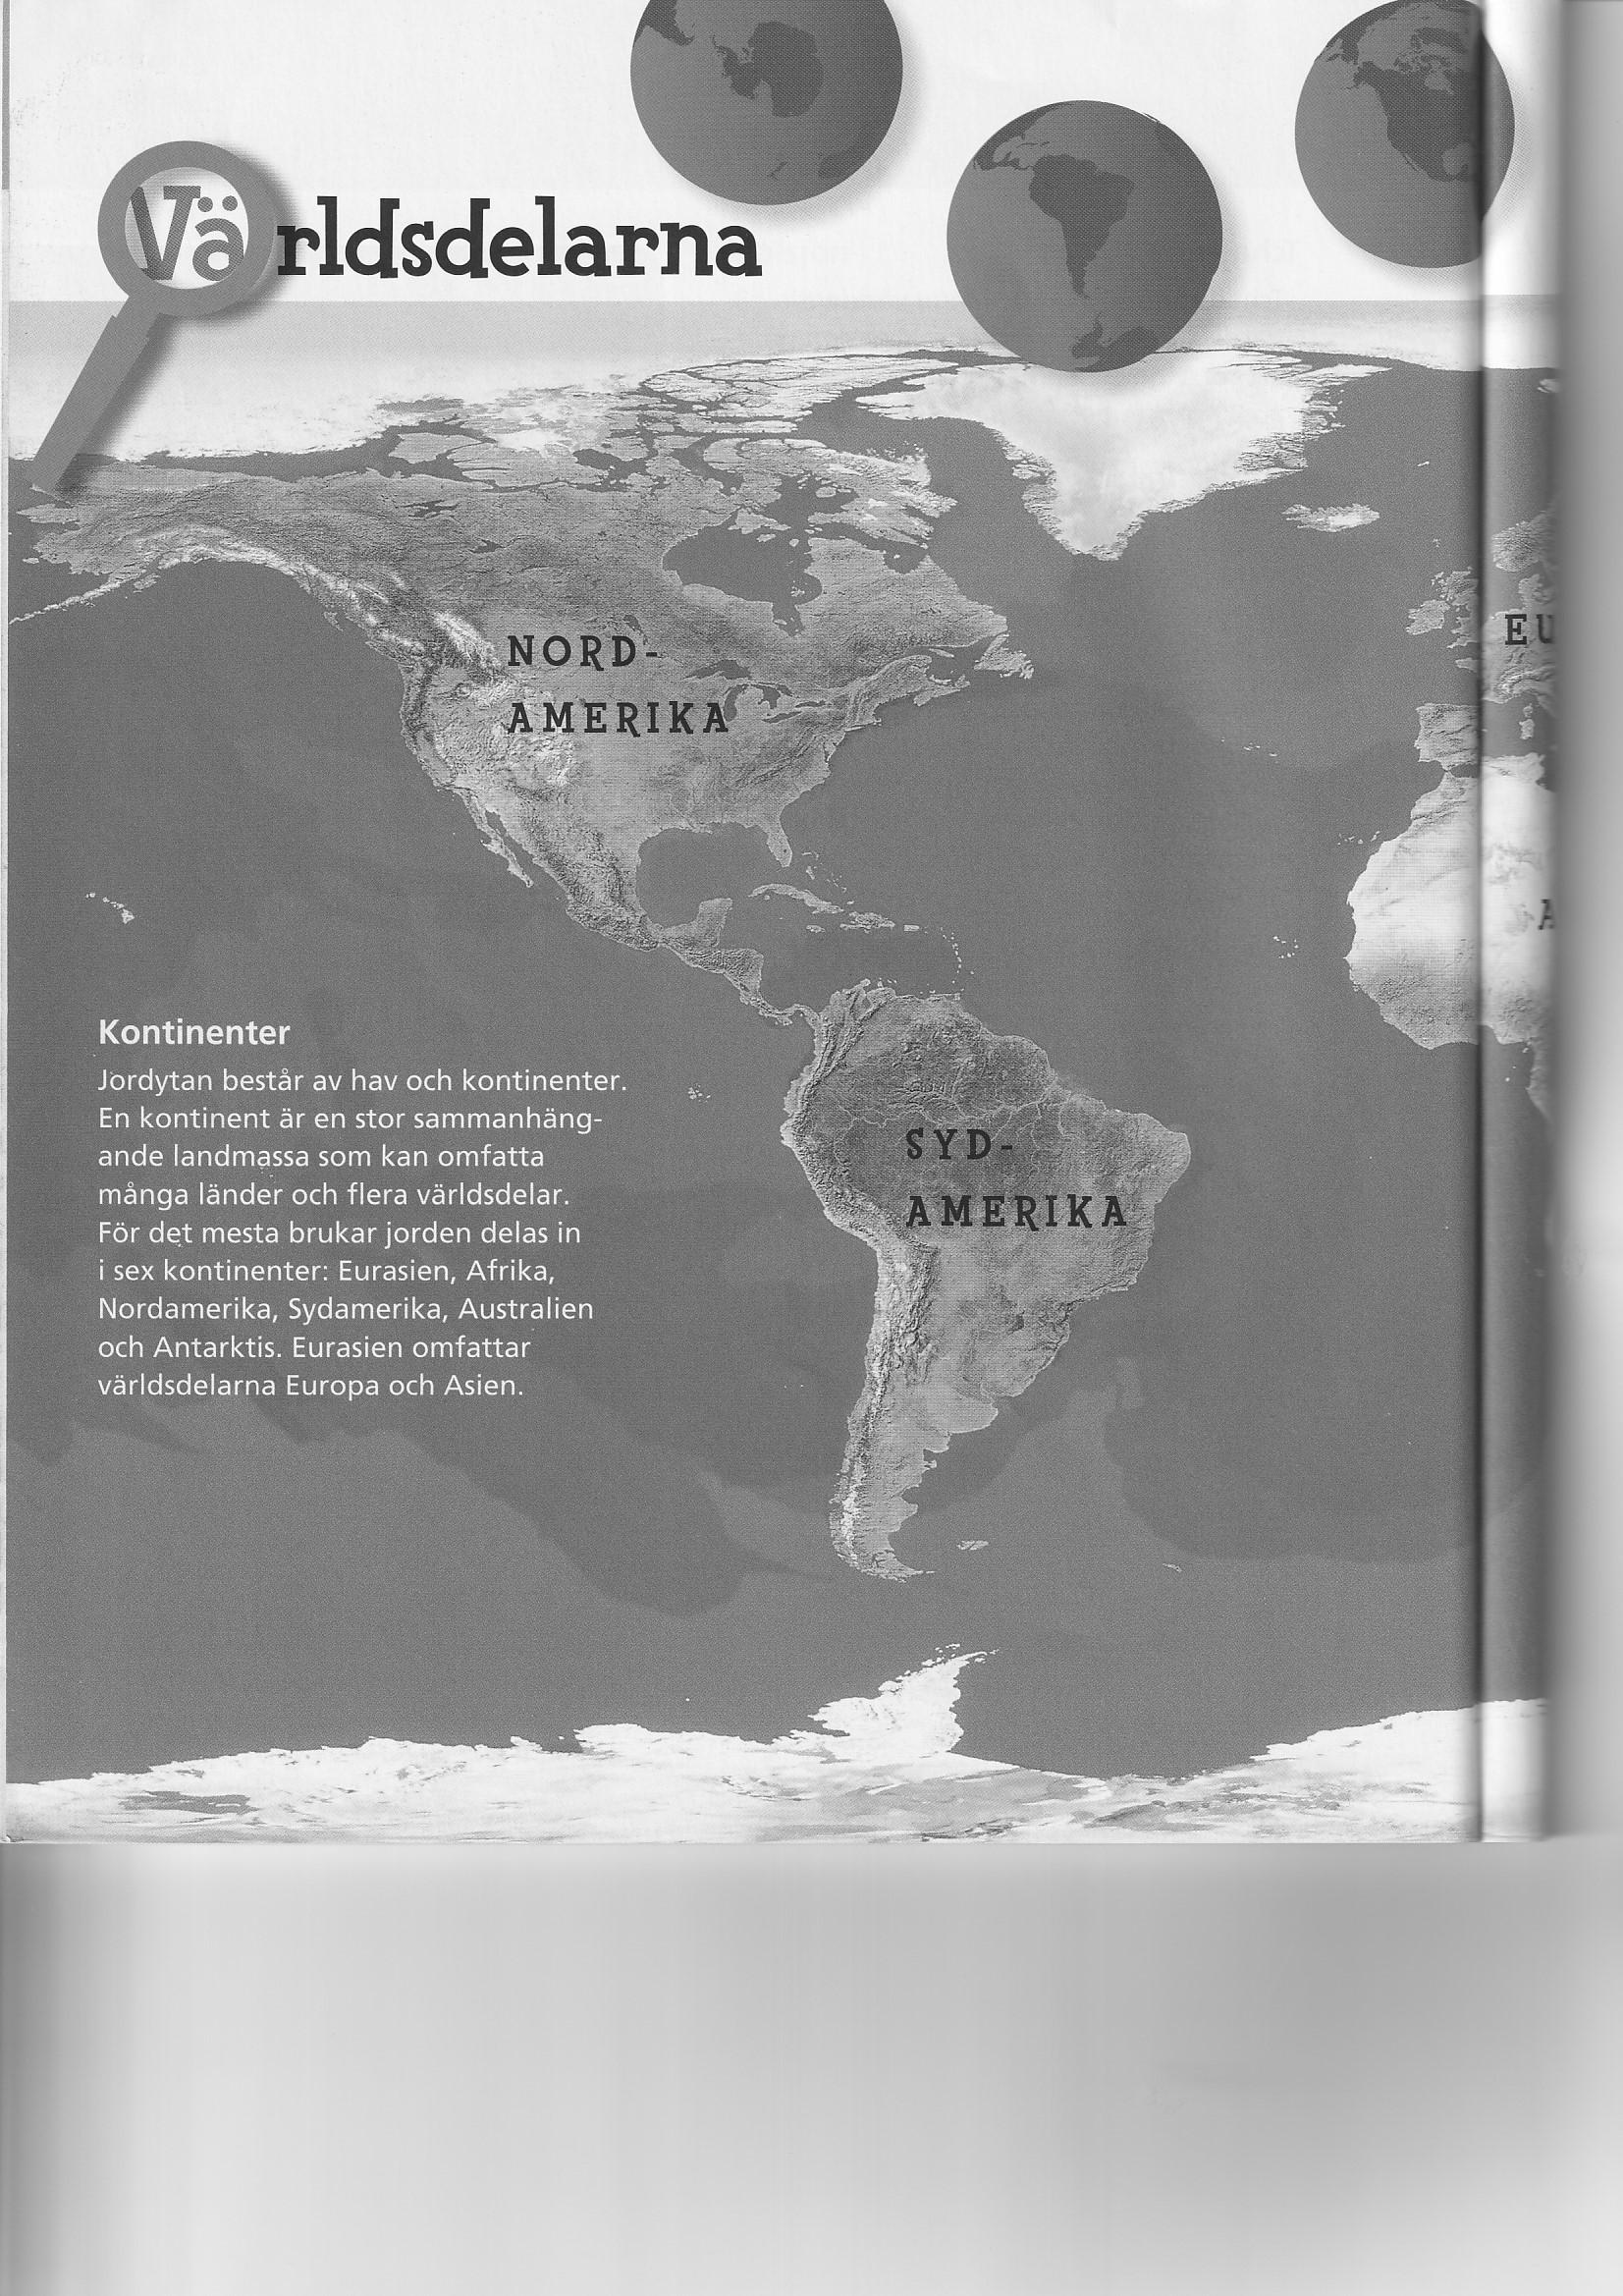 Världsdelarna
NORD-
AMERIKA
EU
A
Kontinenter
Jordytan består av hav och kontinenter.
En kontinent är en stor sammanhäng-
ande landmassa som kan omfatta
många länder och flera världsdelar.
För det mesta brukar jorden delas in
i sex kontinenter: Eurasien, Afrika,
Nordamerika, Sydamerika, Australien
och Antarktis. Eurasien omfattar
världsdelarna Europa och Asien.
SYD-
AMERIKA